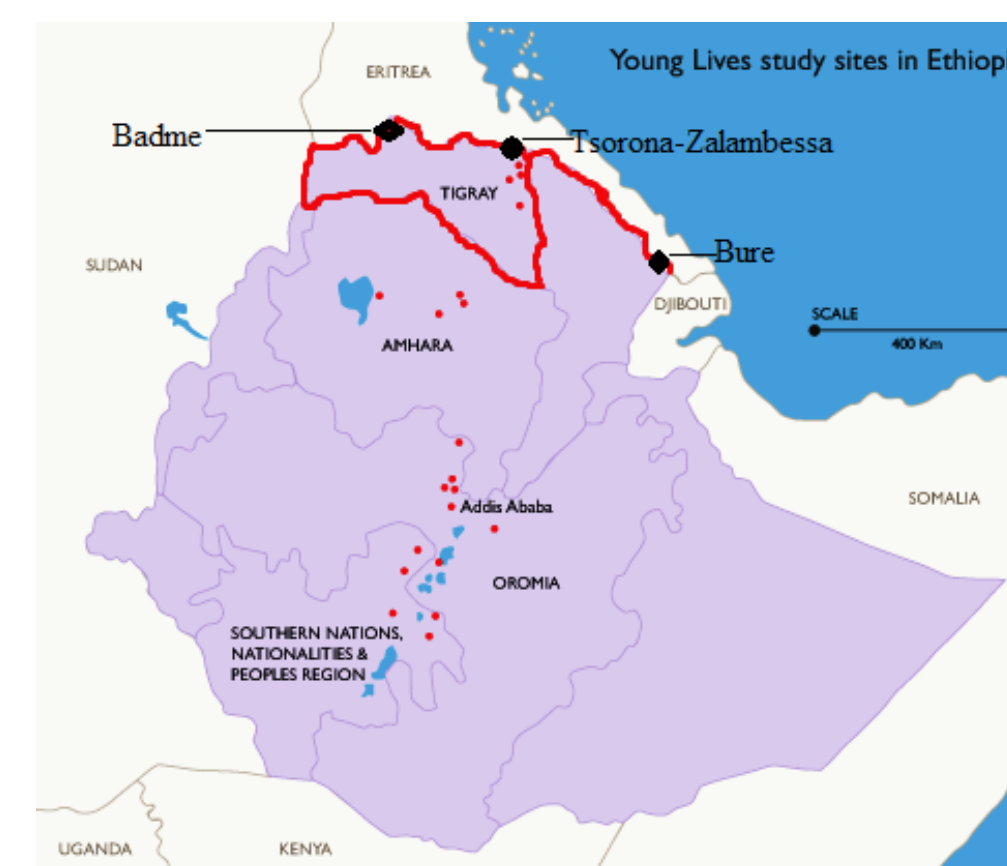 Young Lives study sites in Ethiop
ERITREA
Badme
Tsorona-Zalambessa
TIGRAY
SUDAN
Bure
DJIBOUTI
SCALE
400 Km
AMHARA
SOMALIA
Addis Ababa
OROMIA
SOUTHERN NATIONS,
NATIONALITIES &
PEOPLES REGION
UGANDA
KENYA